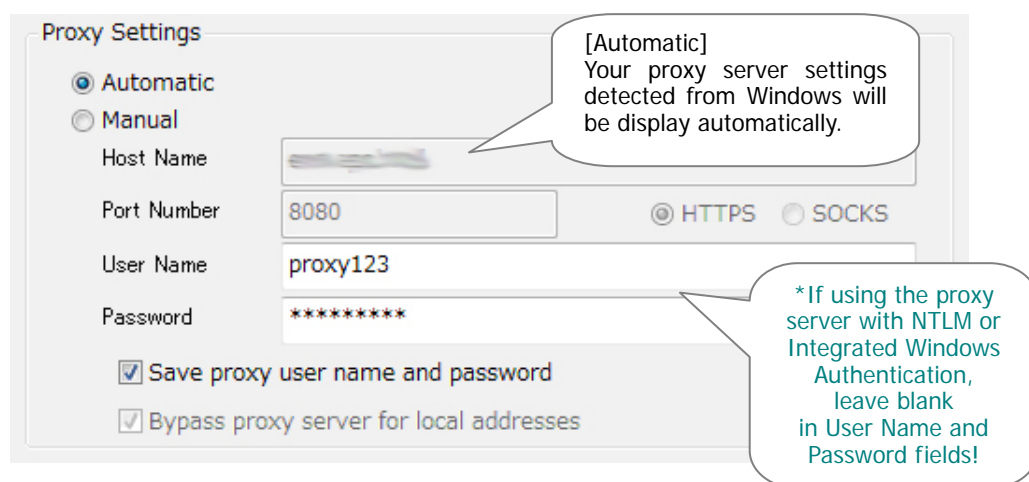 Proxy Settings
[Automatic]
Your proxy server settings
detected from Windows will
be display automatically.
Automatic
Manual
Host Name
Port Number
8080
HTTPS
SOCKS
User Name
proxy123
Password
*********
*If using the proxy
server with NTLM or
Integrated Windows
Authentication,
leave blank
in User Name and
Password fields!
Save proxy user name and password
Bypass proxy server for local addresses